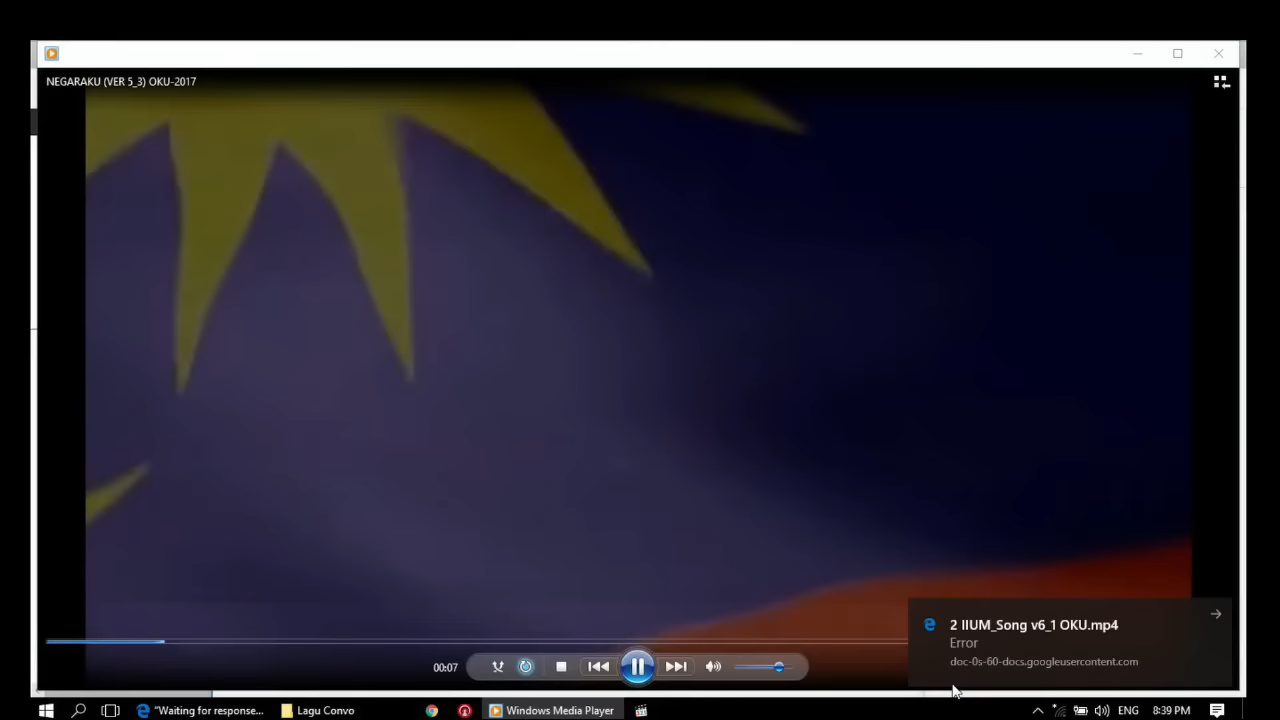 NEGARAKU (VER 5_3) OKU-2017
2 IIUM_Song v6_1 OKU.mp4
Error
doc-0s-60-docs.googleusercontent.com
00:07
"Waiting for response...
Lagu Convo
Windows Media Player
ENG
8:39 PM